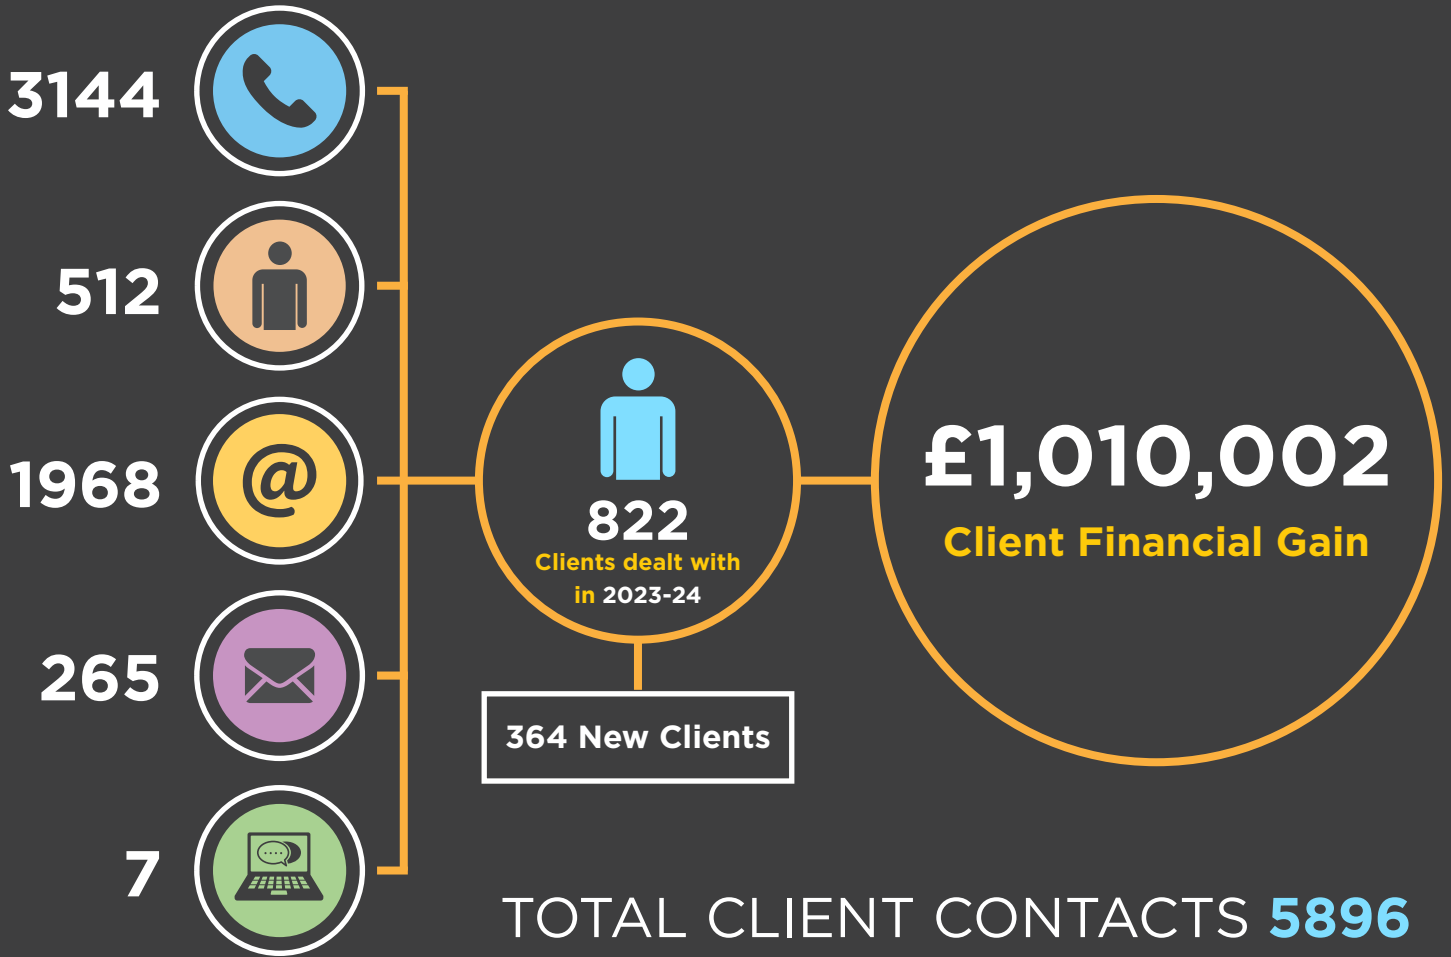 3144
512
1968
@
265
7
822
Clients dealt with
in 2023-24
364 New Clients
£1,010,002
Client Financial Gain
TOTAL CLIENT CONTACTS 5896